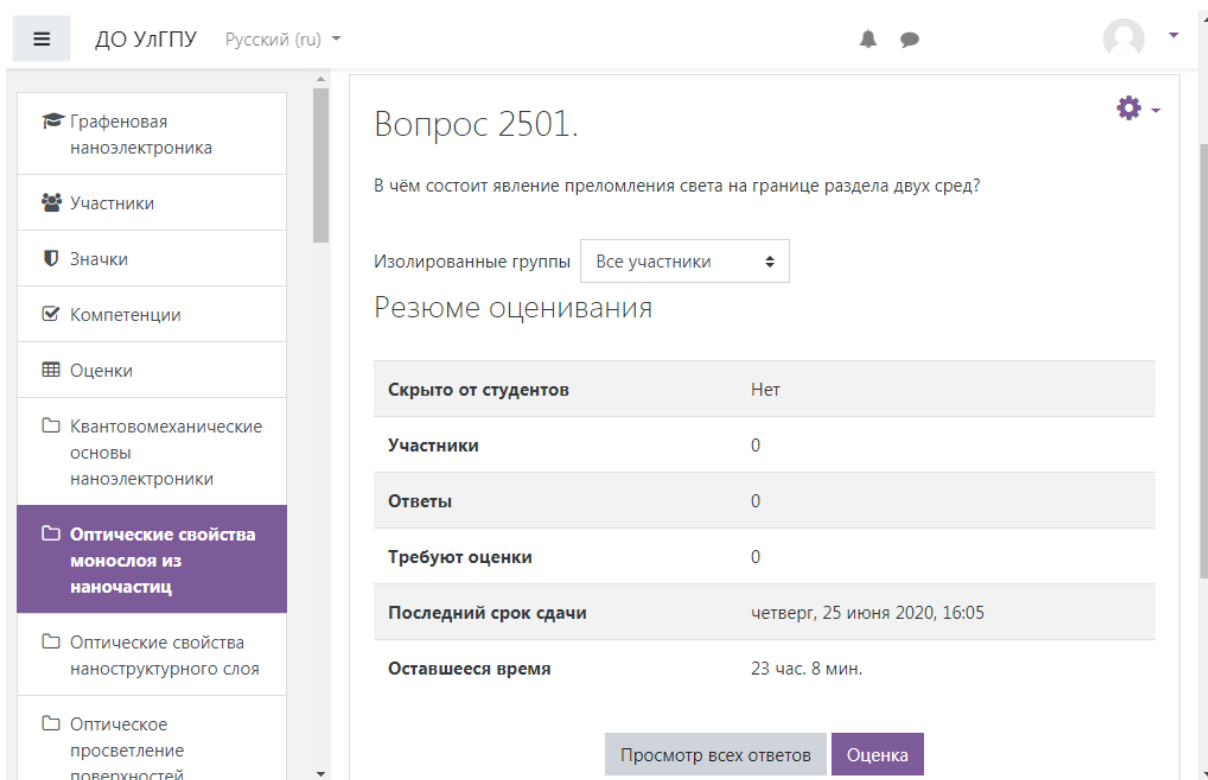 ДО УлГПУ Русский (ru)
Графеновая
наноэлектроника
Участники
Значки
Компетенции
Оценки
Квантовомеханические
основы
наноэлектроники
Оптические свойства
монослоя из
наночастиц
Оптические свойства
наноструктурного слоя
Оптическое
просветление
поверхностей
Вопрос 2501.
В чём состоит явление преломления света на границе раздела двух сред?
Изолированные группы Все участники
Резюме оценивания
Скрыто от студентов Нет
Участники 0
Ответы 0
Требуют оценки 0
Последний срок сдачи четверг, 25 июня 2020, 16:05
Оставшееся время 23 час. 8 мин.
Просмотр всех ответов Оценка